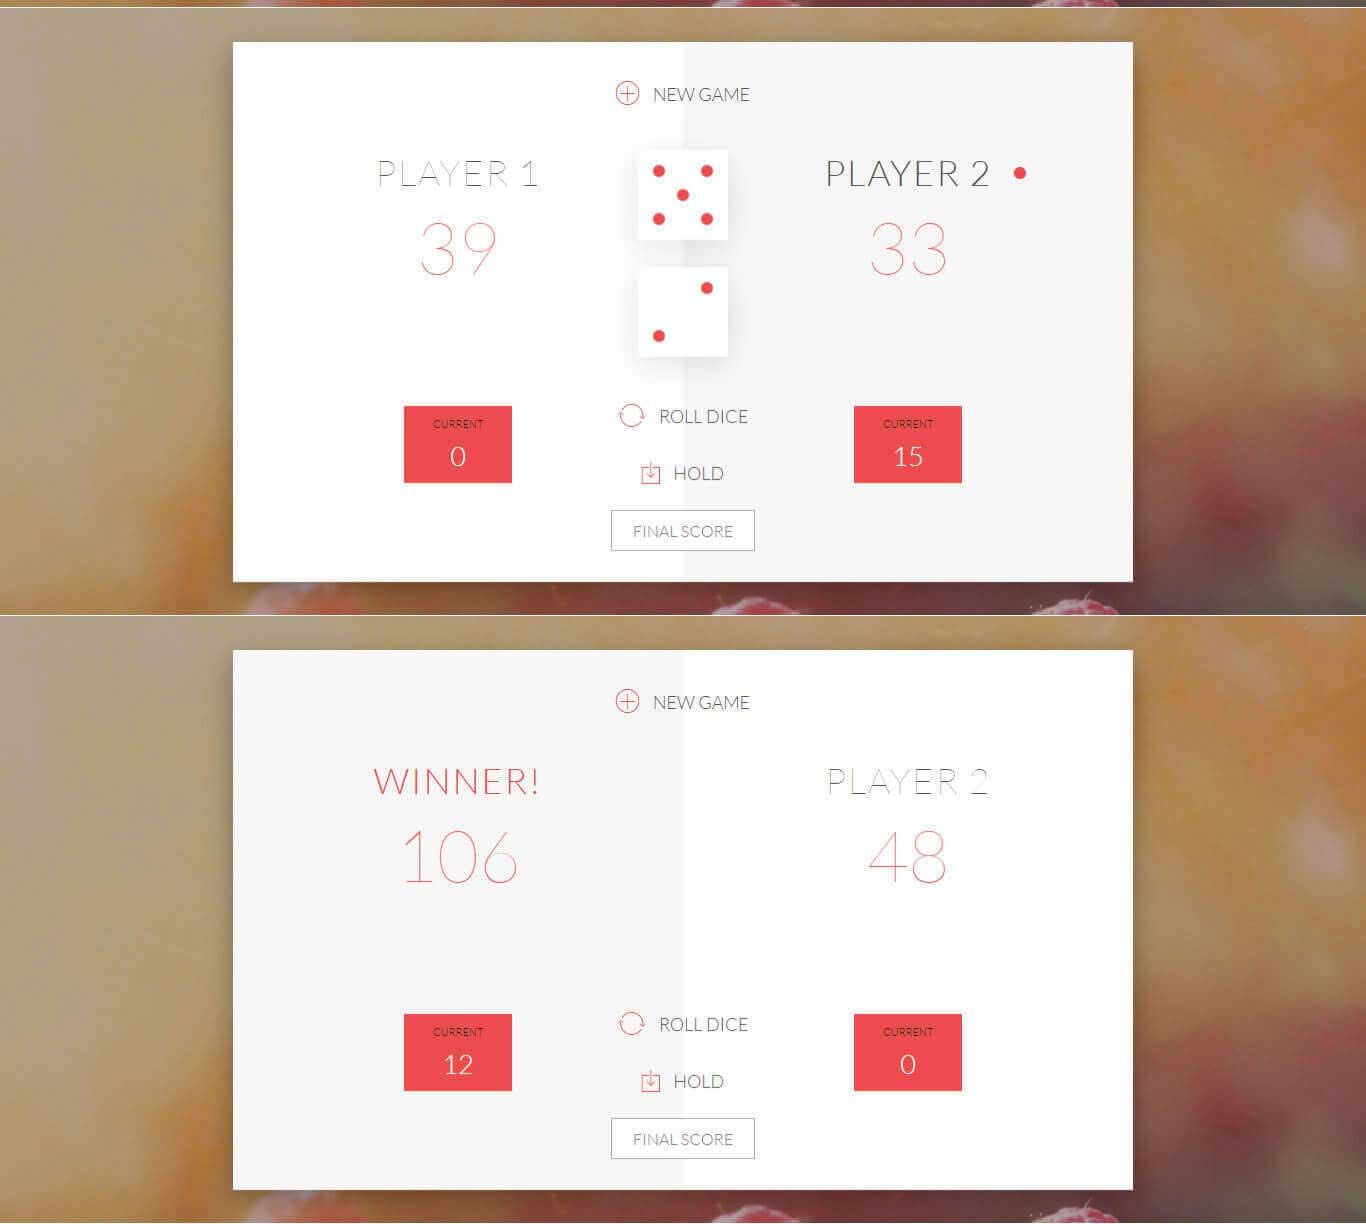 NEW GAME
PLAYER 1
39
PLAYER 2
33
CURRENT
0
ROLL DICE
HOLD
FINAL SCORE
CURRENT
15
NEW GAME
WINNER!
106
PLAYER 2
48
CURRENT
12
ROLL DICE
HOLD
FINAL SCORE
CURRENT
0